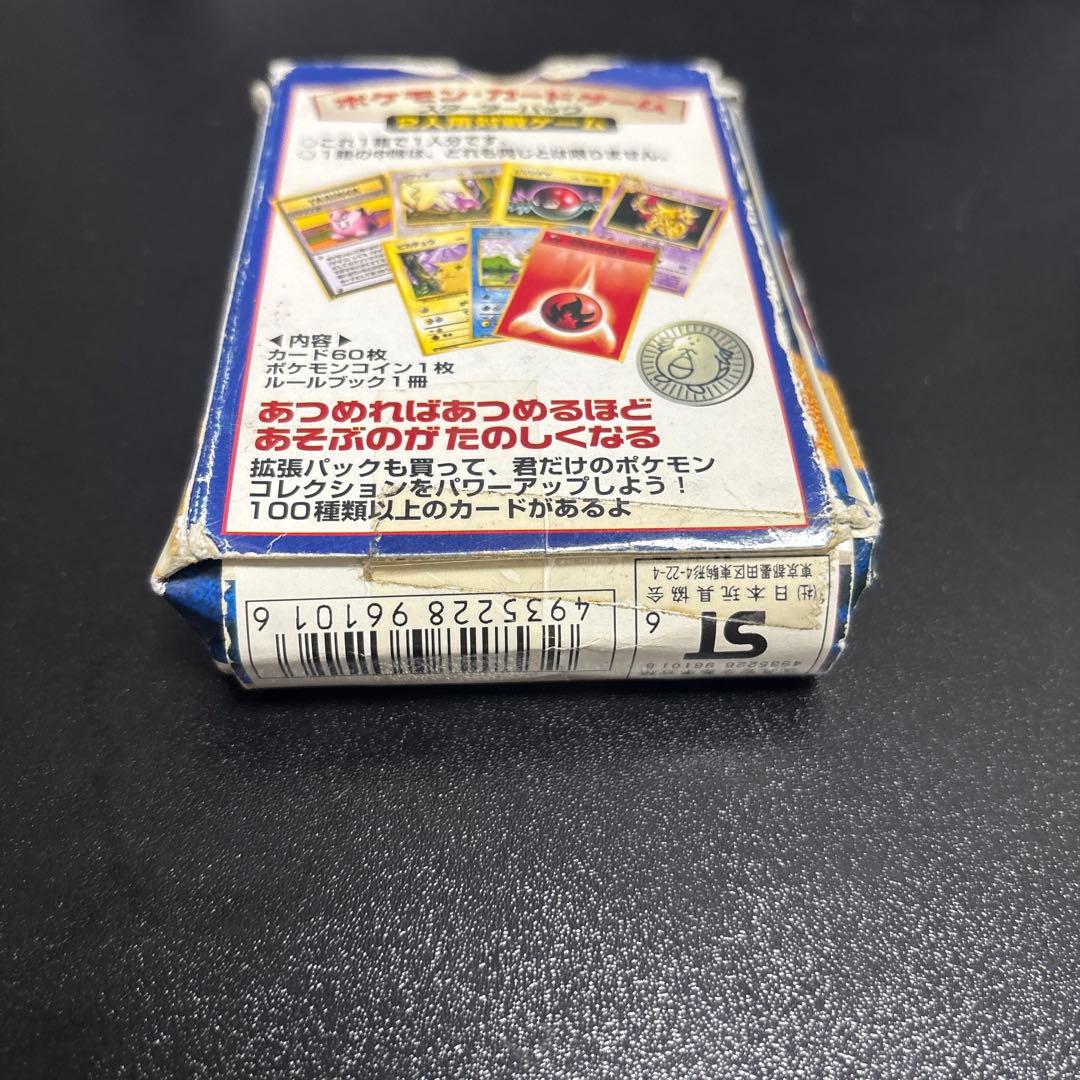 ポケモン・カードゲーム
スターターパック
2人用対戦ゲーム
○これ1箱で1人分です。
○1箱の中味は、どれも同じとは限りません。
ピカチュウ
◀内容▶
カード60枚
ポケモンコイン1枚
ルールブック1冊
あつめればあつめるほど
あそぶのがたのしくなる
拡張パックも買って、君だけのポケモン
コレクションをパワーアップしよう!
100種類以上のカードがあるよ
4935228 961016
ST
6
(社)日本玩具協会
東京都墨田区東駒形4-22-4
4935228 96101 6